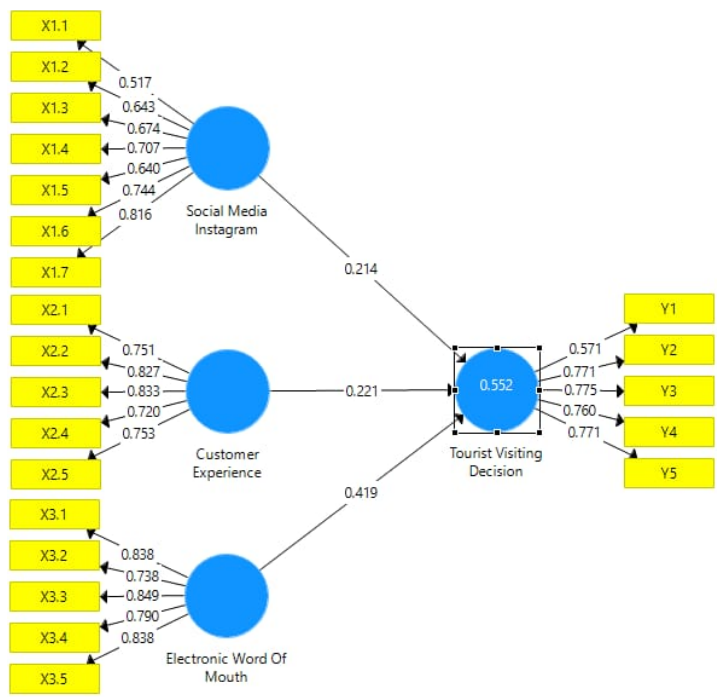 X1.1
X1.2
X1.3
X1.4
X1.5
X1.6
X1.7
0.517
0.643
0.674
0.707
0.640
0.744
0.816
Social Media
Instagram
0.214
X2.1
X2.2
X2.3
X2.4
X2.5
0.751
0.827
0.833
0.720
0.753
Customer
Experience
0.221
X3.1
X3.2
X3.3
X3.4
X3.5
0.838
0.738
0.849
0.790
0.838
Electronic Word Of
Mouth
0.419
0.552
Tourist Visiting
Decision
0.571
0.771
0.775
0.760
0.771
Y1
Y2
Y3
Y4
Y5